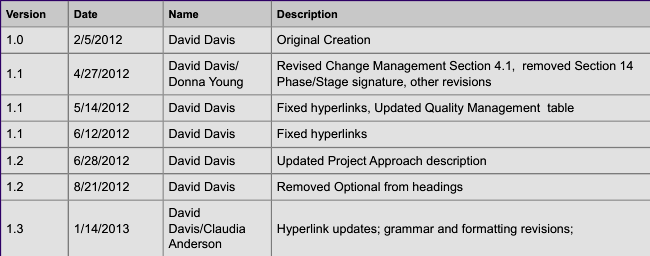 Version Date Name Description
1.0 2/5/2012 David Davis Original Creation
1.1 4/27/2012 David Davis/ Revised Change Management Section 4.1, removed Section 14
Donna Young Phase/Stage signature, other revisions
1.1 5/14/2012 David Davis Fixed hyperlinks, Updated Quality Management table
1.1 6/12/2012 David Davis Fixed hyperlinks
1.2 6/28/2012 David Davis Updated Project Approach description
1.2 8/21/2012 David Davis Removed Optional from headings
1.3 1/14/2013 David
Davis/Claudia
Anderson Hyperlink updates; grammar and formatting revisions;